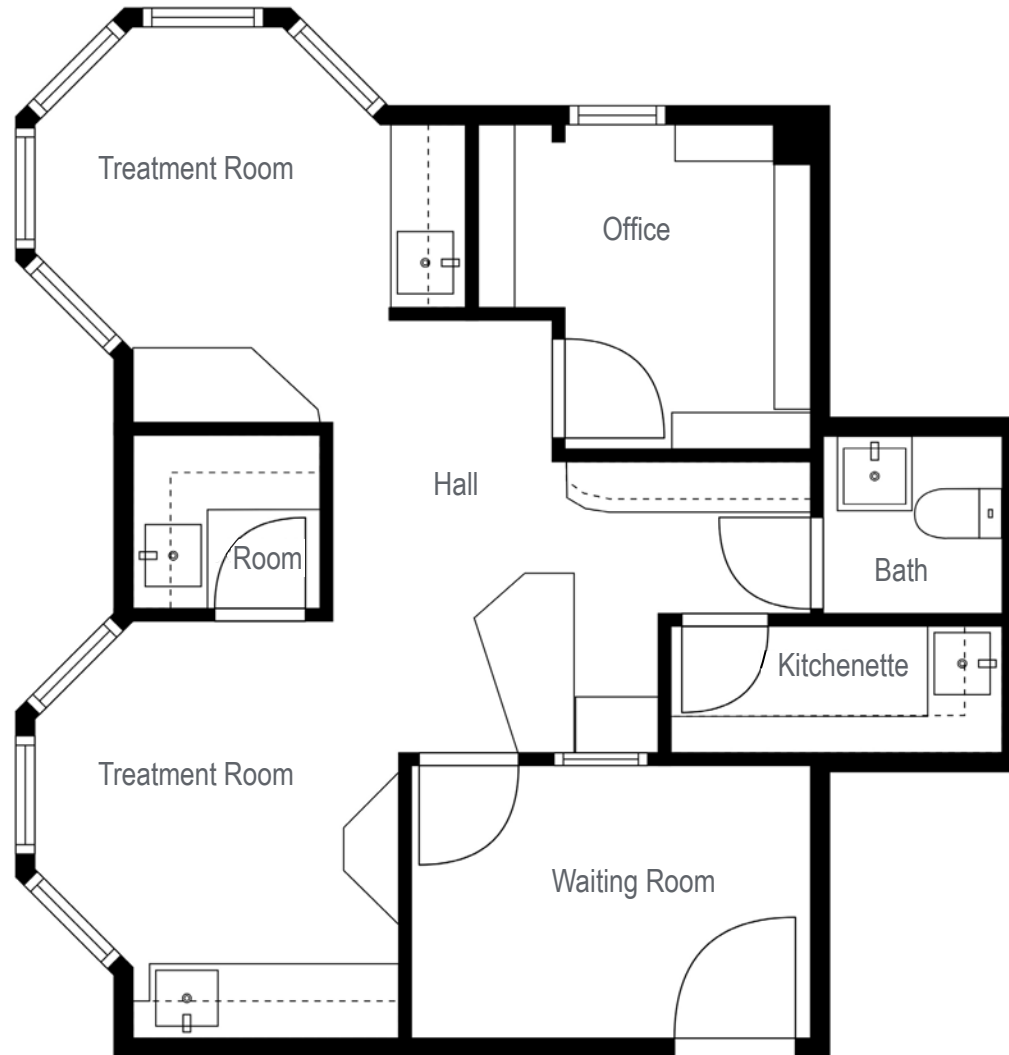 Treatment Room
Office
Hall
Room
Bath
Kitchenette
Treatment Room
Waiting Room